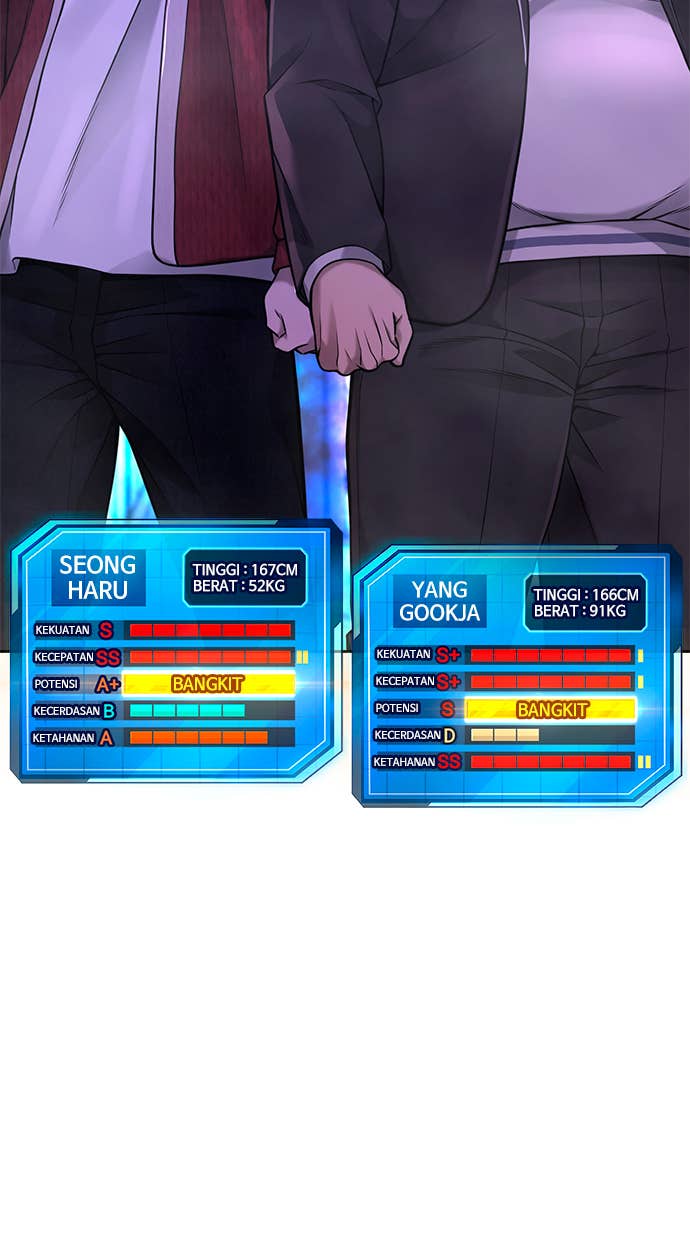 SEONG
HARU
TINGGI : 167CM
BERAT : 52KG
KEKUATAN S
KECEPATAN SS
POTENSI A+ BANGKIT
KECERDASAN B
KETAHANAN A
YANG
GOOKJA
TINGGI : 166CM
BERAT : 91KG
KEKUATAN S+
KECEPATAN S+
POTENSI S BANGKIT
KECERDASAN D
KETAHANAN SS